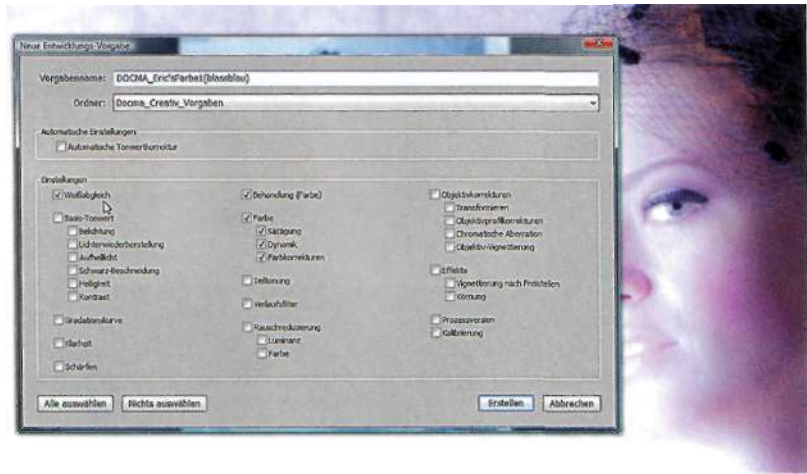 Neue Entwicklungs-Vorgabe
Vorgabenname: DOCMA_Eric'sFarbe1(blassblau)
Ordner: Docma_Creativ_Vorgaben
Automatische Einstellungen
Automatische Tonwertkorrektur
Einstellungen
Weißabgleich
Basis-Tonwert
Belichtung
Lichterwiederherstellung
Aufhelllicht
Schwarz-Beschneidung
Helligkeit
Kontrast
Gradationskurve
Klarheit
Schärfen
Behandlung (Farbe)
Farbe
Sättigung
Dynamik
Farbkorrekturen
Teiltonung
Verlaufsfilter
Rauschreduzierung
Luminanz
Farbe
Objektivkorrekturen
Transformieren
Objektivprofilkorrekturen
Chromatische Aberration
Objektiv-Vignettierung
Effekte
Vignettierung nach Freistellen
Körnung
Prozessversion
Kalibrierung
Alle auswählen Nichts auswählen Erstellen Abbrechen